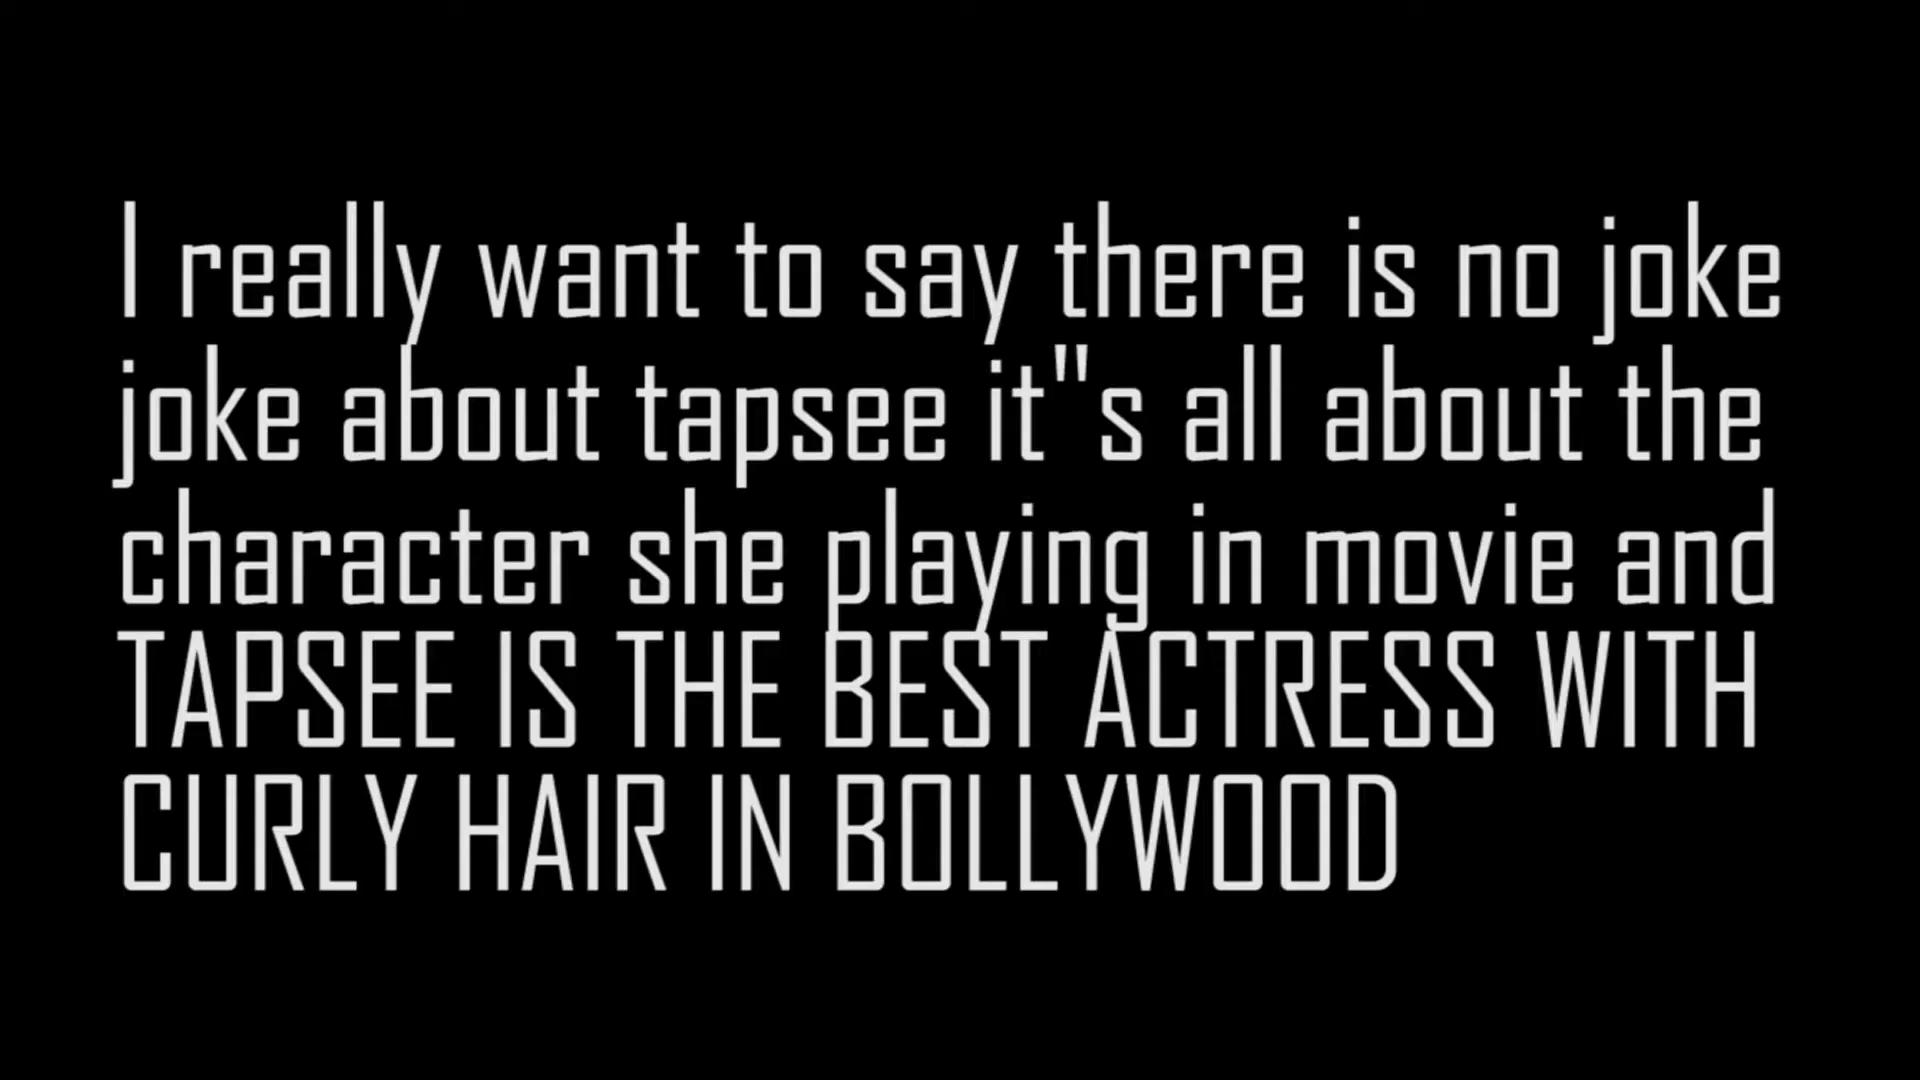 I really want to say there is no joke
joke about tapsee it"s all about the
character she playing in movie and
TAPSEE IS THE BEST ACTRESS WITH
CURLY HAIR IN BOLLYWOOD